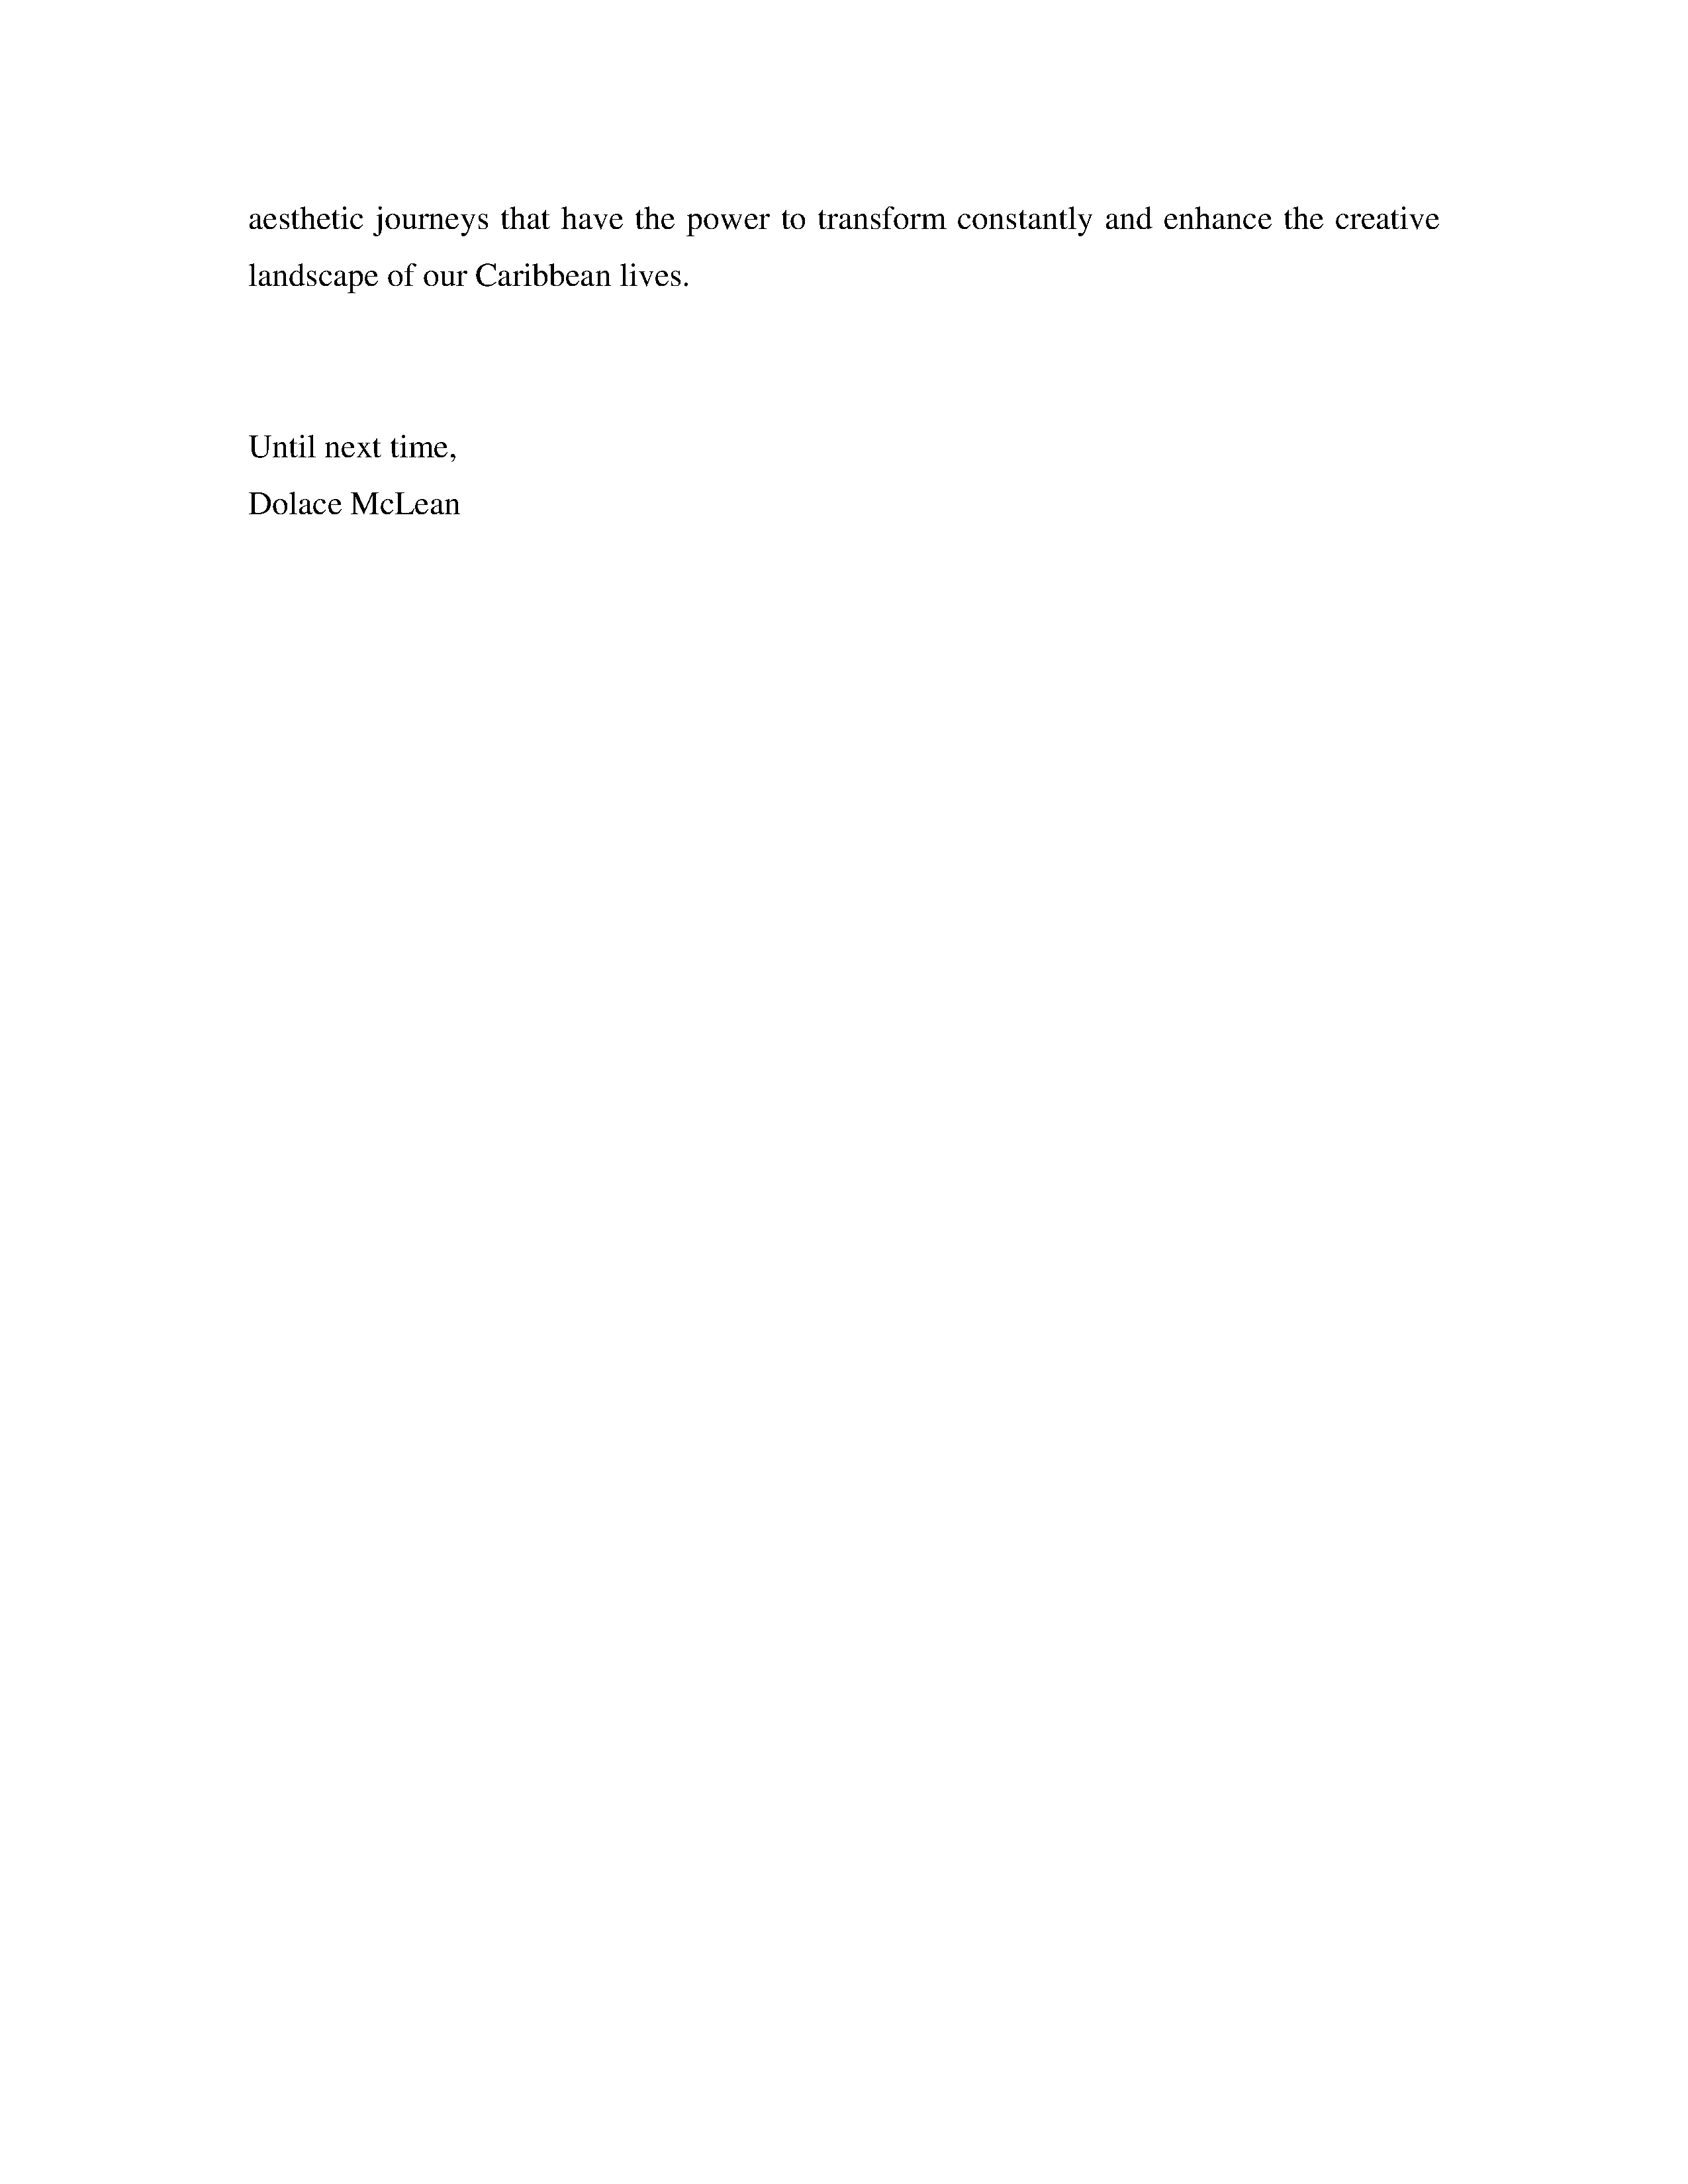 aesthetic journeys that have the power to transform constantly and enhance the creative
landscape of our Caribbean lives.
Until next time,
Dolace McLean